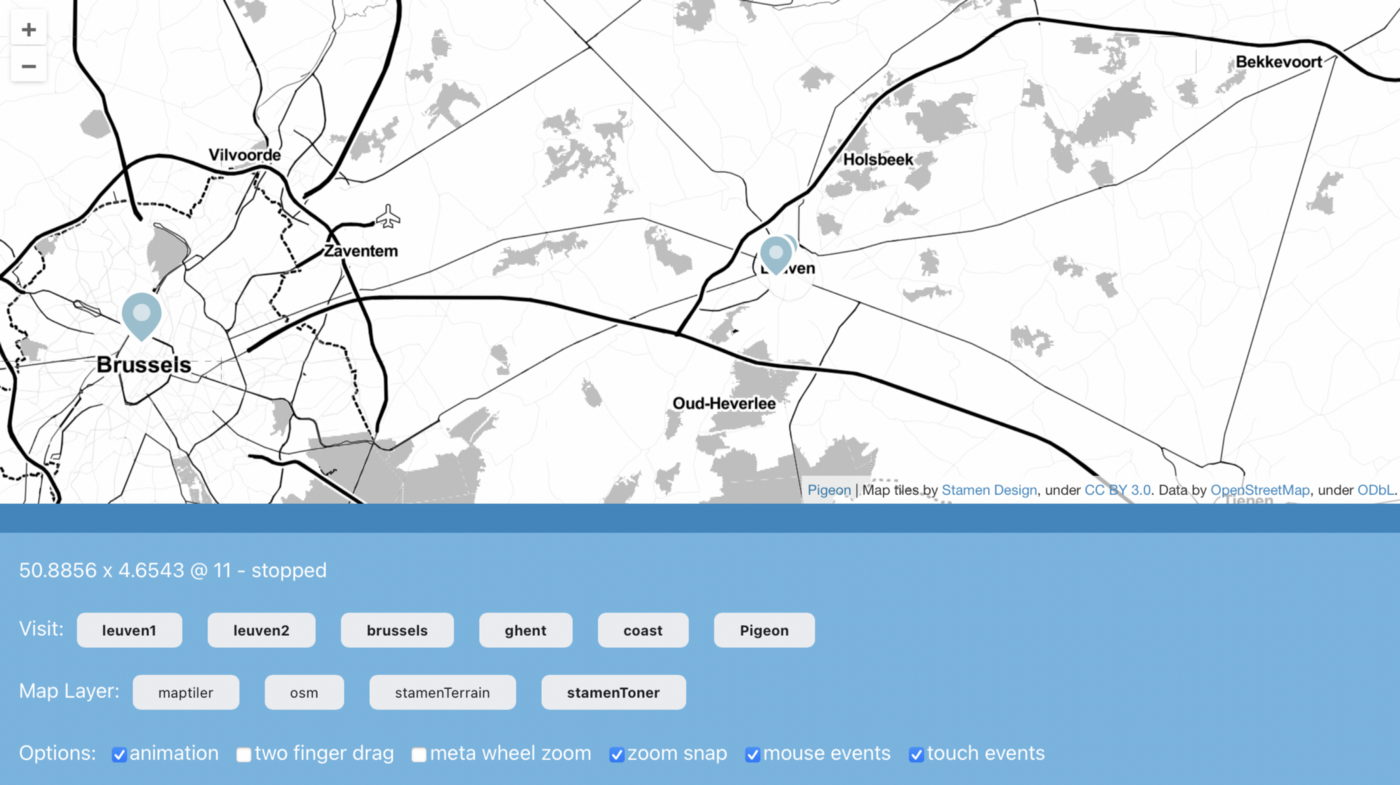 +
−
Bekkevoort
Vilvoorde
Holsbeek
Zaventem
Leuven
Brussels
Oud-Heverlee
Pigeon | Map tiles by Stamen Design, under CC BY 3.0. Data by OpenStreetMap, under ODbL.
Tienen
50.8856 x 4.6543 @ 11 - stopped
Visit: leuven1 leuven2 brussels ghent coast Pigeon
Map Layer: maptiler osm stamenTerrain stamenToner
Options: animation two finger drag meta wheel zoom zoom snap mouse events touch events